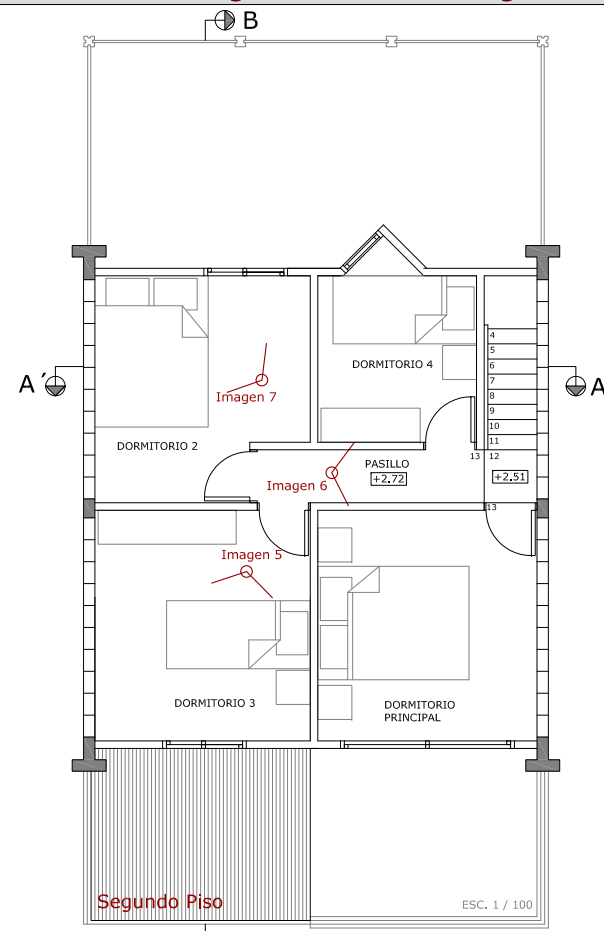 B
4
5
6
7
8
9
10
11
13 12
DORMITORIO 4
A´
A
Imagen 7
DORMITORIO 2
PASILLO
+2.72
+2.51
Imagen 6
13
Imagen 5
DORMITORIO 3
DORMITORIO
PRINCIPAL
Segundo Piso
ESC. 1 / 100